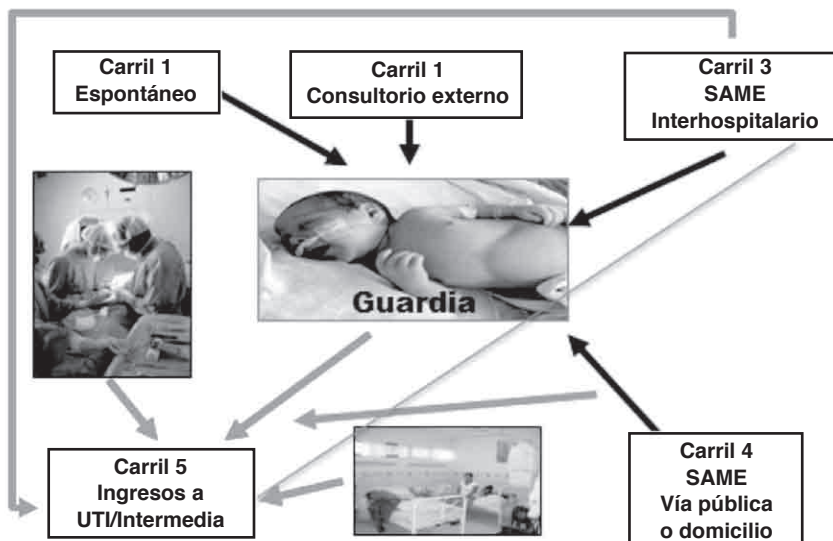 Carril 1
Espontáneo
Carril 1
Consultorio externo
Carril 3
SAME
Interhospitalario
Guardia
Carril 5
Ingresos a
UTI/Intermedia
Carril 4
SAME
Vía pública
o domicilio